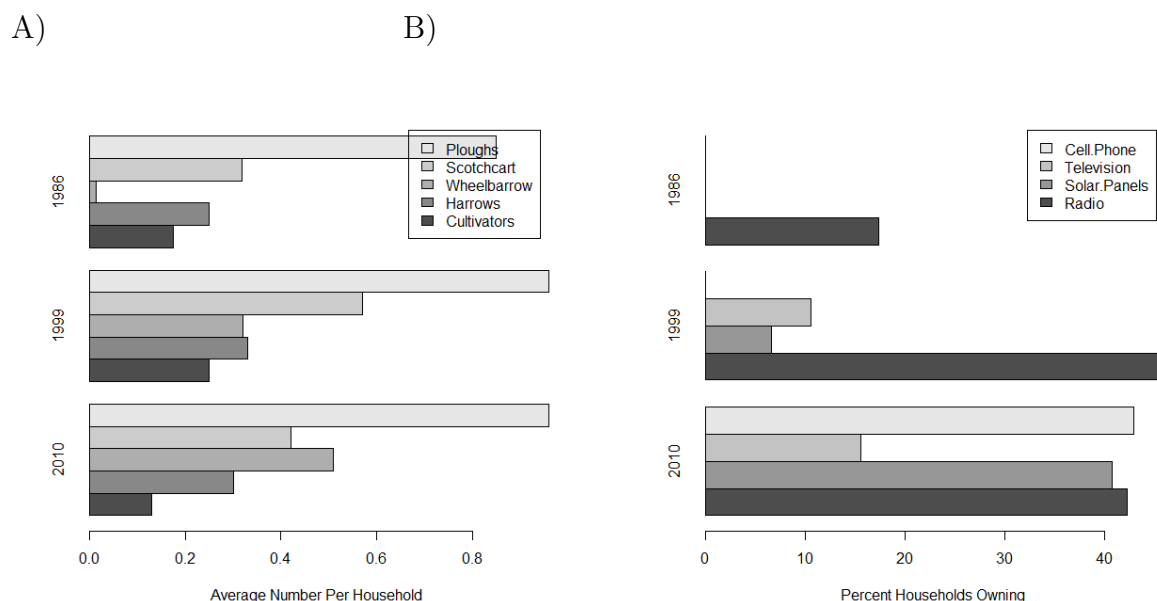 A)
B)
Ploughs
Scotchcart
Wheelbarrow
Harrows
Cultivators
1986
1999
2010
0.0 0.2 0.4 0.6 0.8
Average Number Per Household
Cell.Phone
Television
Solar.Panels
Radio
1986
1999
2010
0 10 20 30 40
Percent Households Owning